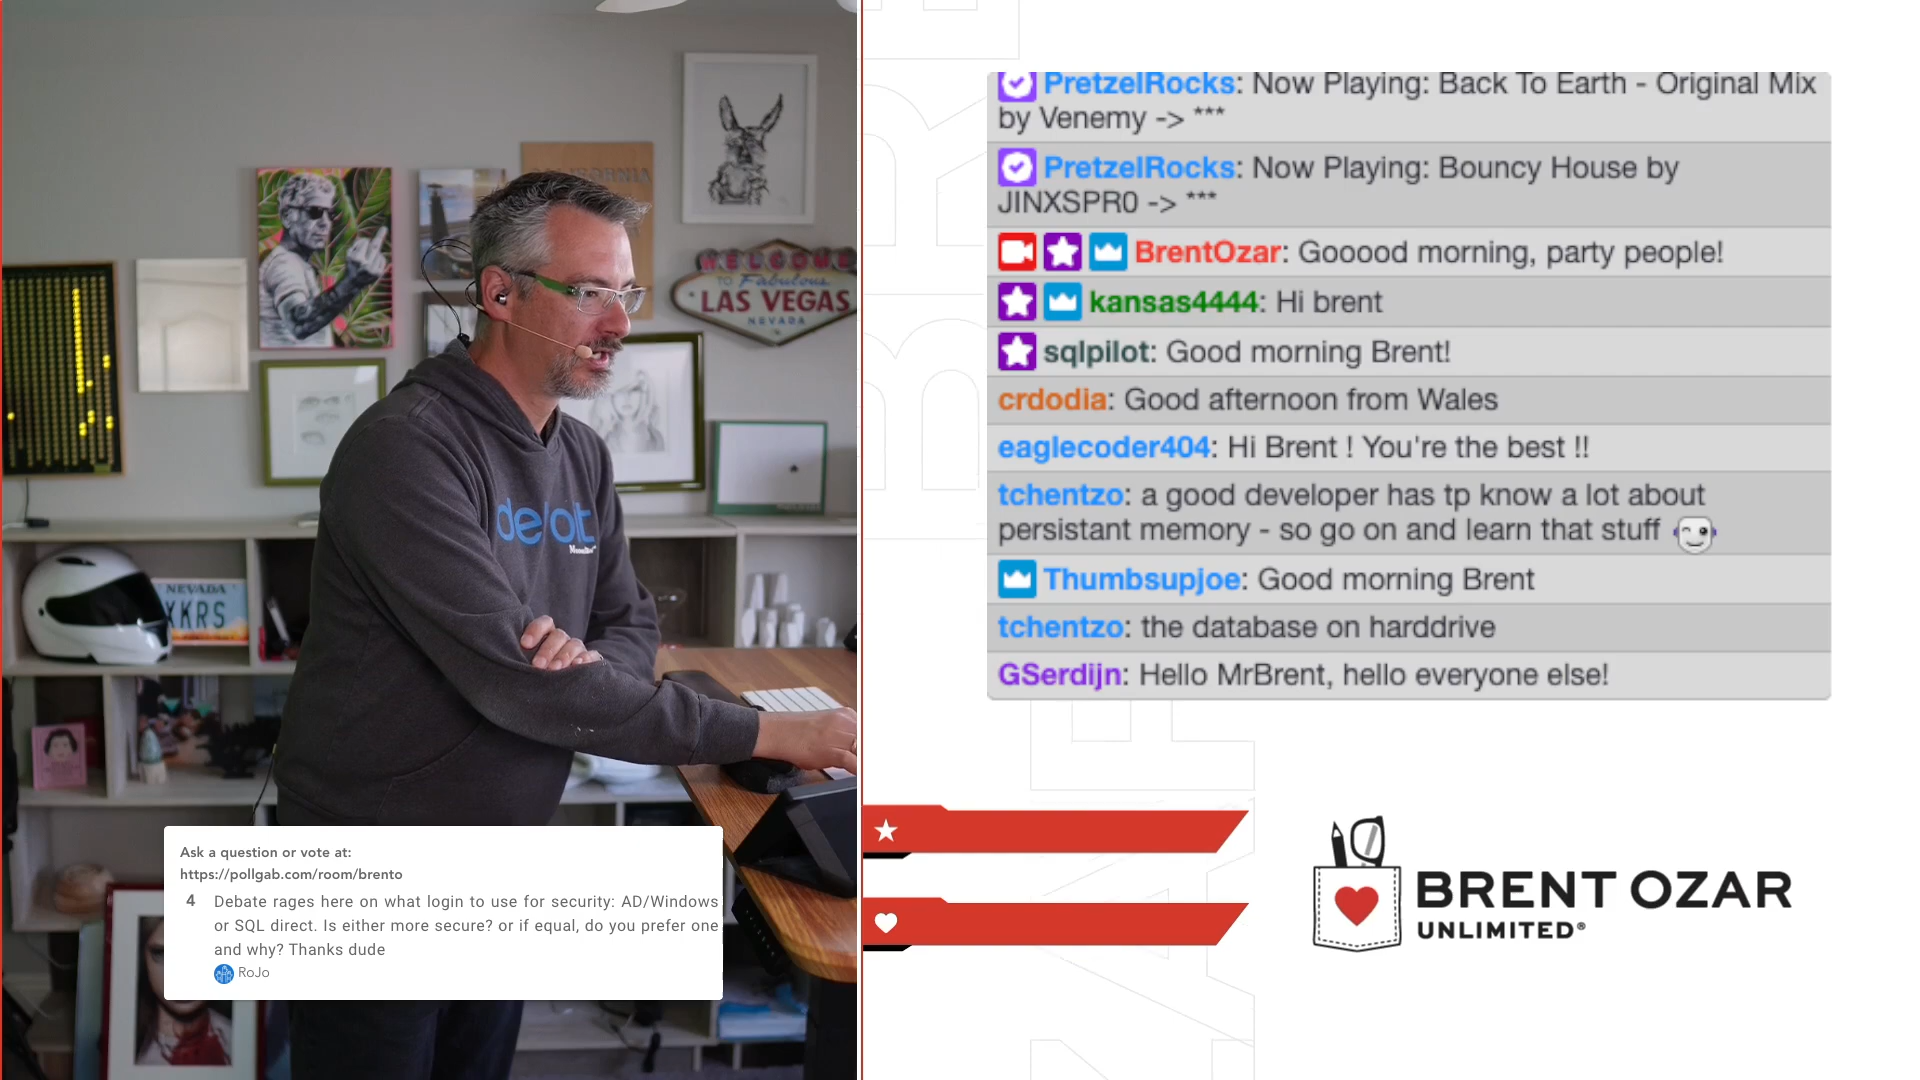 CALIFORNIA
WELCOME
TO Fabulous
LAS VEGAS
NEVADA
NEVADA
XKRS
Ask a question or vote at:
https://pollgab.com/room/brento
4 Debate rages here on what login to use for security: AD/Windows
or SQL direct. Is either more secure? or if equal, do you prefer one
and why? Thanks dude
RoJo
PretzelRocks: Now Playing: Back To Earth - Original Mix
by Venemy -> ***
PretzelRocks: Now Playing: Bouncy House by
JINXSPR0 -> ***
BrentOzar: Gooood morning, party people!
kansas4444: Hi brent
sqlpilot: Good morning Brent!
crdodia: Good afternoon from Wales
eaglecoder404: Hi Brent ! You're the best !!
tchentzo: a good developer has tp know a lot about
persistant memory - so go on and learn that stuff
Thumbsupjoe: Good morning Brent
tchentzo: the database on harddrive
GSerdijn: Hello MrBrent, hello everyone else!
BRENT OZAR
UNLIMITED®